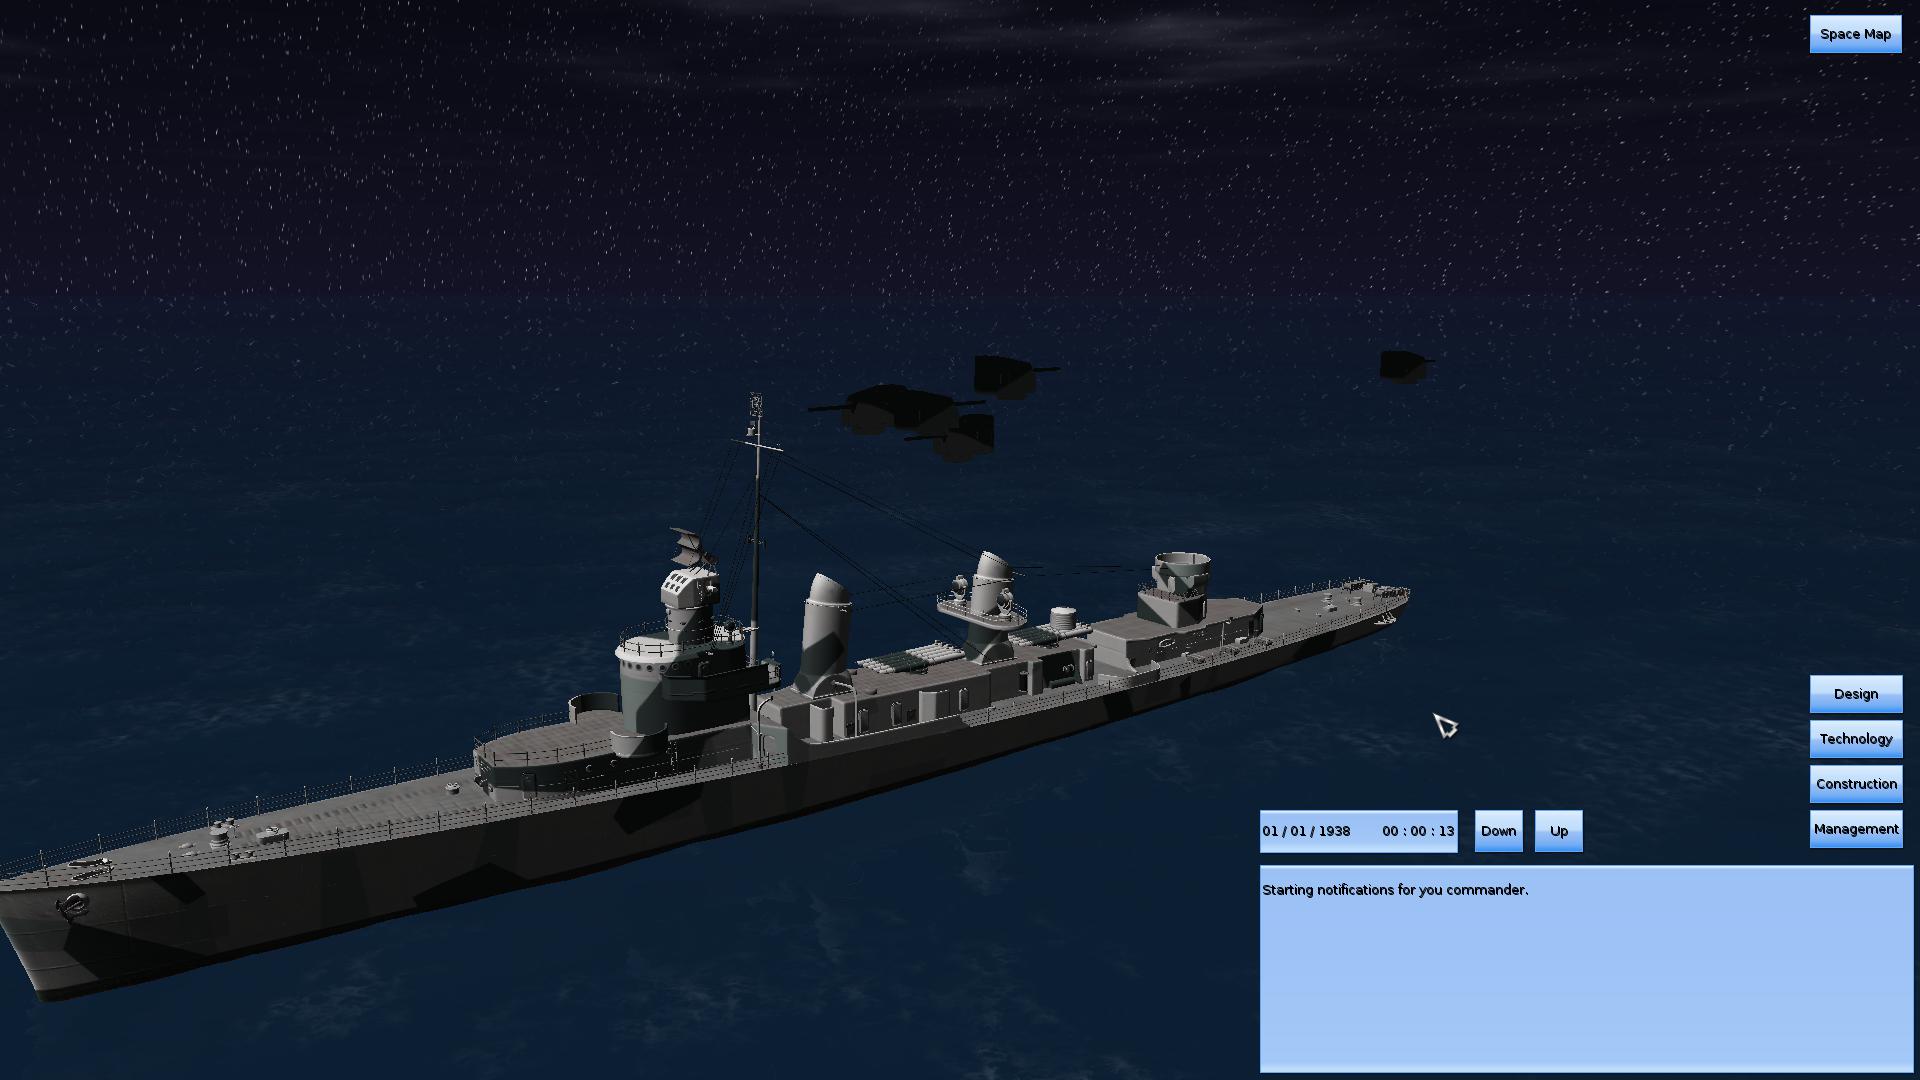 Space Map
Design
Technology
Construction
Management
01 / 01 / 1938 00 : 00 : 13
Down
Up
Starting notifications for you commander.